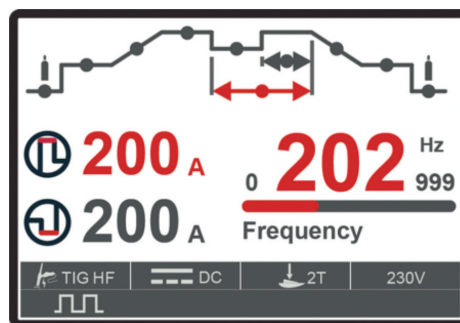 200 A
202 Hz
0 999
200 A
Frequency
TIG HF DC 2T 230V